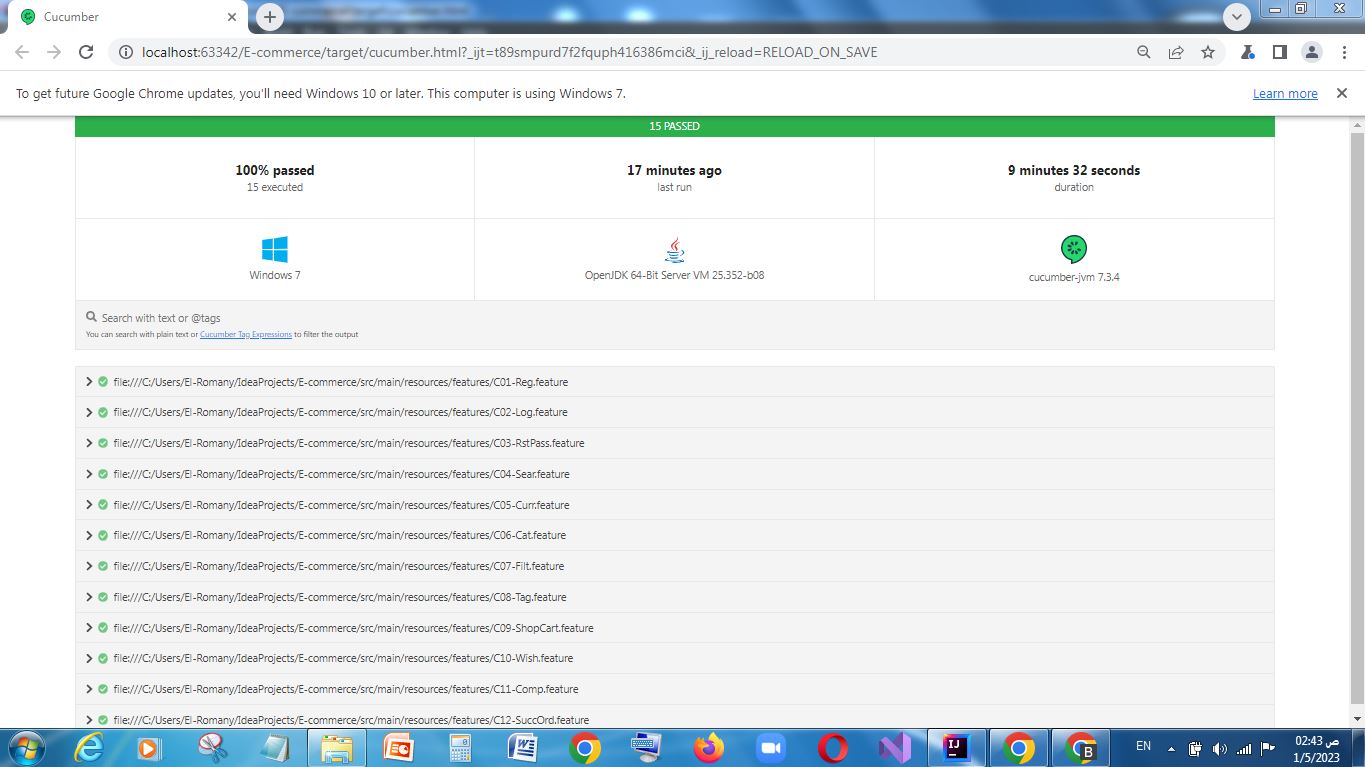 Cucumber
localhost:63342/E-commerce/target/cucumber.html?_ijt=t89smpurd7f2fquph416386mci&_ij_reload=RELOAD_ON_SAVE
To get future Google Chrome updates, you'll need Windows 10 or later. This computer is using Windows 7. Learn more
15 PASSED
100% passed 17 minutes ago 9 minutes 32 seconds
15 executed last run duration
Windows 7 OpenJDK 64-Bit Server VM 25.352-b08 cucumber-jvm 7.3.4
Search with text or @tags
You can search with plain text or Cucumber Tag Expressions to filter the output
file:///C:/Users/El-Romany/IdeaProjects/E-commerce/src/main/resources/features/C01-Reg.feature
file:///C:/Users/El-Romany/IdeaProjects/E-commerce/src/main/resources/features/C02-Log.feature
file:///C:/Users/El-Romany/IdeaProjects/E-commerce/src/main/resources/features/C03-RstPass.feature
file:///C:/Users/El-Romany/IdeaProjects/E-commerce/src/main/resources/features/C04-Sear.feature
file:///C:/Users/El-Romany/IdeaProjects/E-commerce/src/main/resources/features/C05-Curr.feature
file:///C:/Users/El-Romany/IdeaProjects/E-commerce/src/main/resources/features/C06-Cat.feature
file:///C:/Users/El-Romany/IdeaProjects/E-commerce/src/main/resources/features/C07-Filt.feature
file:///C:/Users/El-Romany/IdeaProjects/E-commerce/src/main/resources/features/C08-Tag.feature
file:///C:/Users/El-Romany/IdeaProjects/E-commerce/src/main/resources/features/C09-ShopCart.feature
file:///C:/Users/El-Romany/IdeaProjects/E-commerce/src/main/resources/features/C10-Wish.feature
file:///C:/Users/El-Romany/IdeaProjects/E-commerce/src/main/resources/features/C11-Comp.feature
file:///C:/Users/El-Romany/IdeaProjects/E-commerce/src/main/resources/features/C12-SuccOrd.feature
EN 02:43 ص
1/5/2023